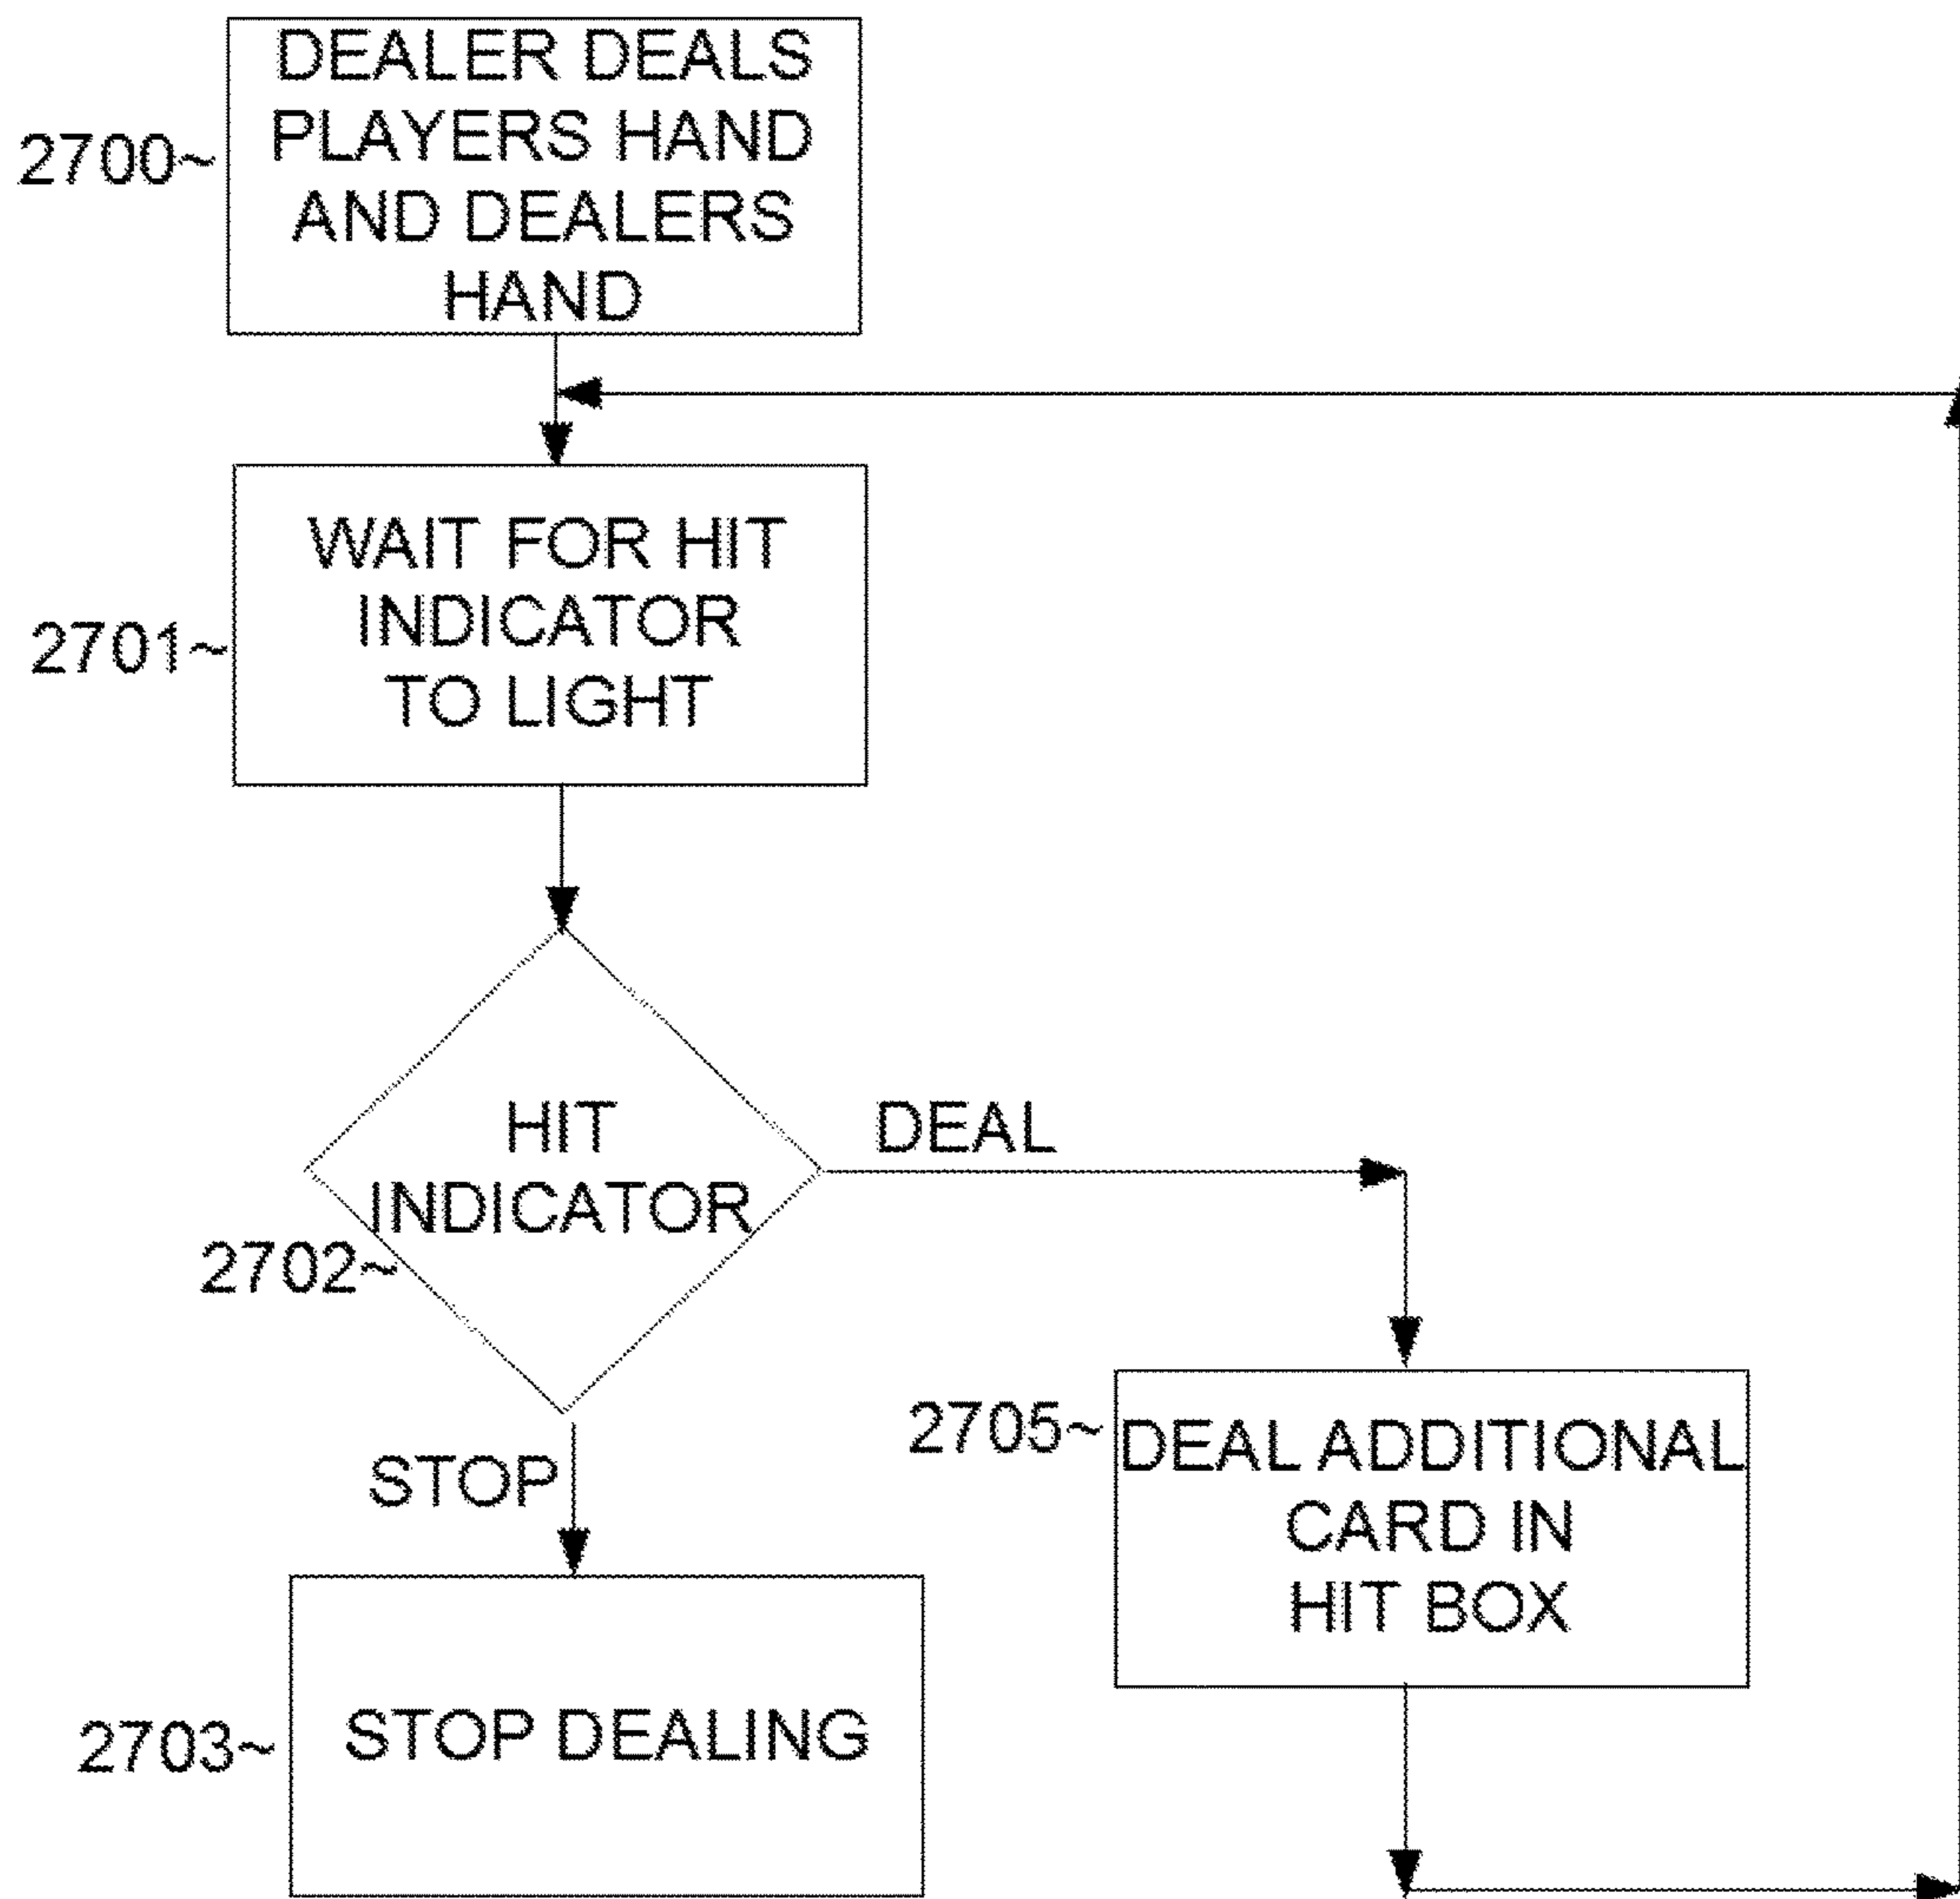 DEALER DEALS
PLAYERS HAND
AND DEALERS
HAND
2700~
WAIT FOR HIT
INDICATOR
TO LIGHT
2701~
HIT
INDICATOR
2702~
DEAL
STOP
2705~
DEAL ADDITIONAL
CARD IN
HIT BOX
STOP DEALING
2703~